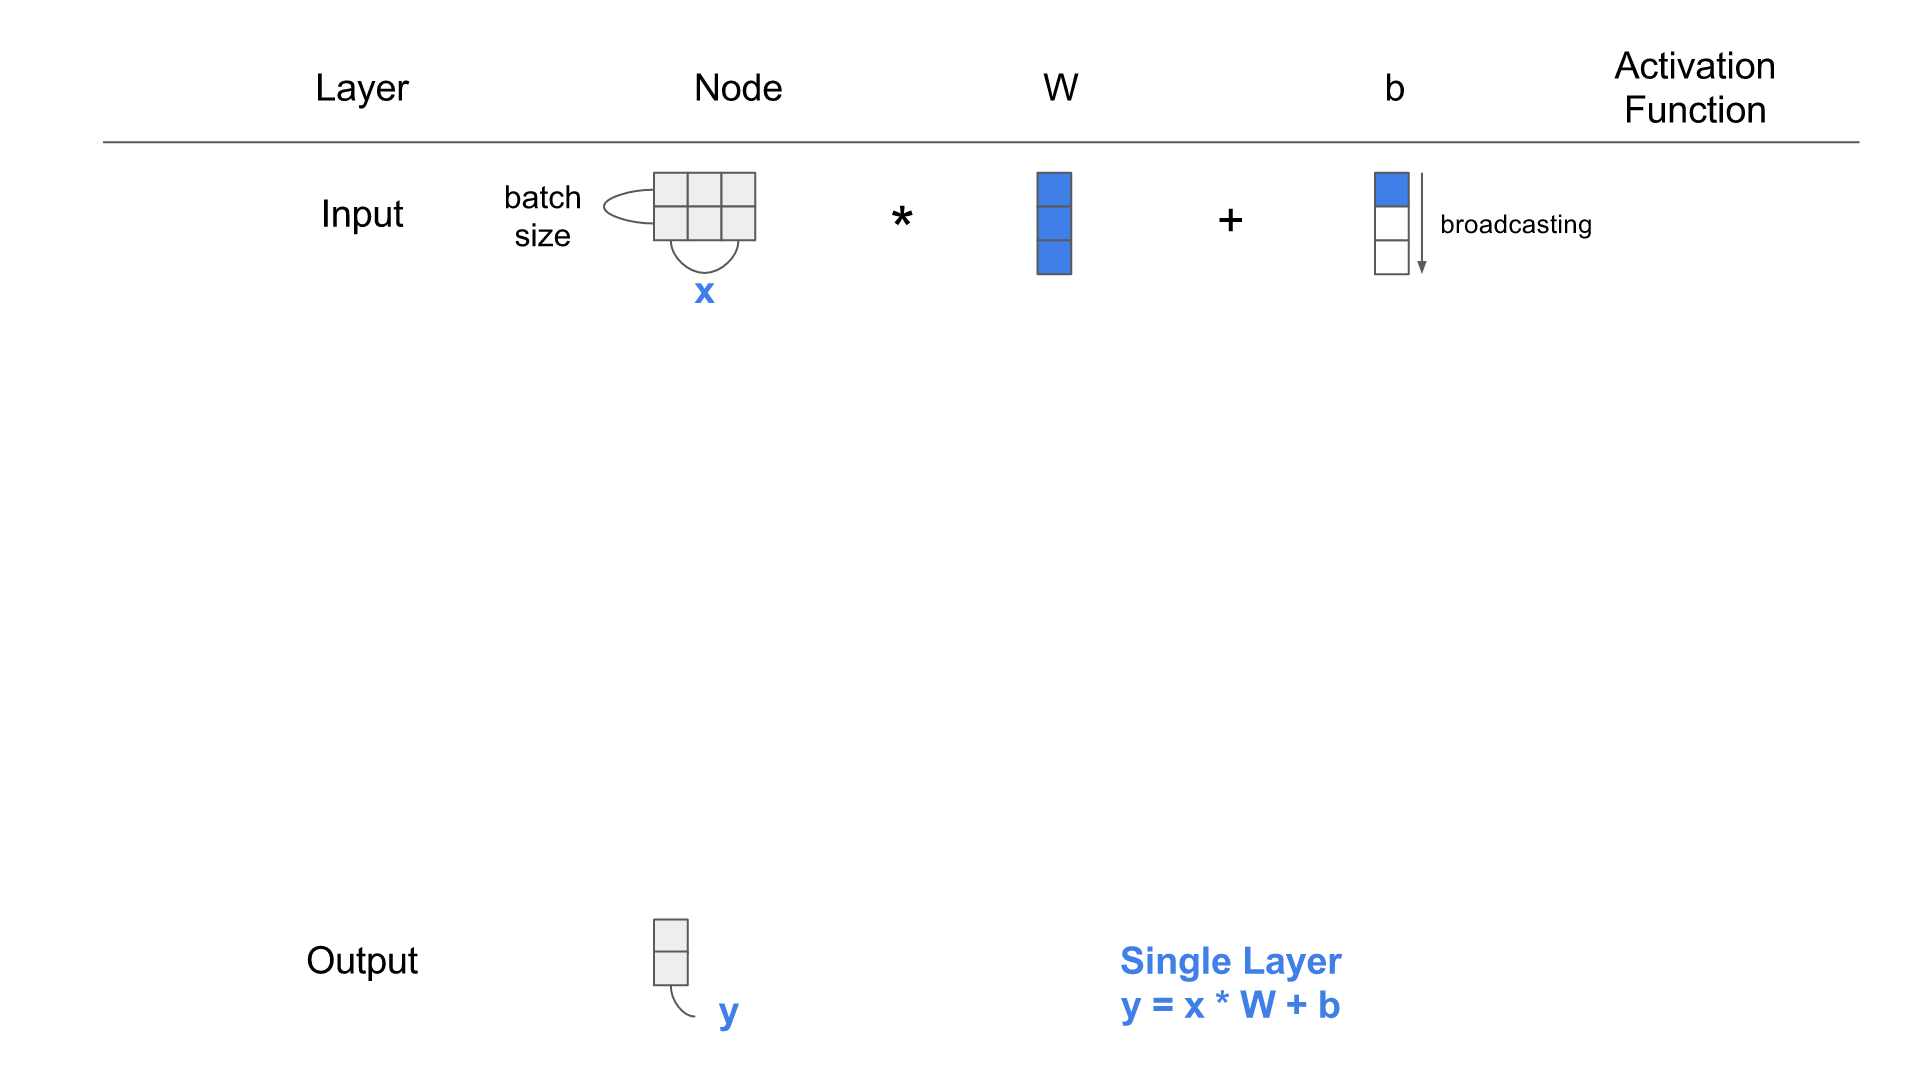 Layer
Node
W
b
Activation
Function
Input
batch
size
*
+
broadcasting
x
Output
y
Single Layer
y = x * W + b